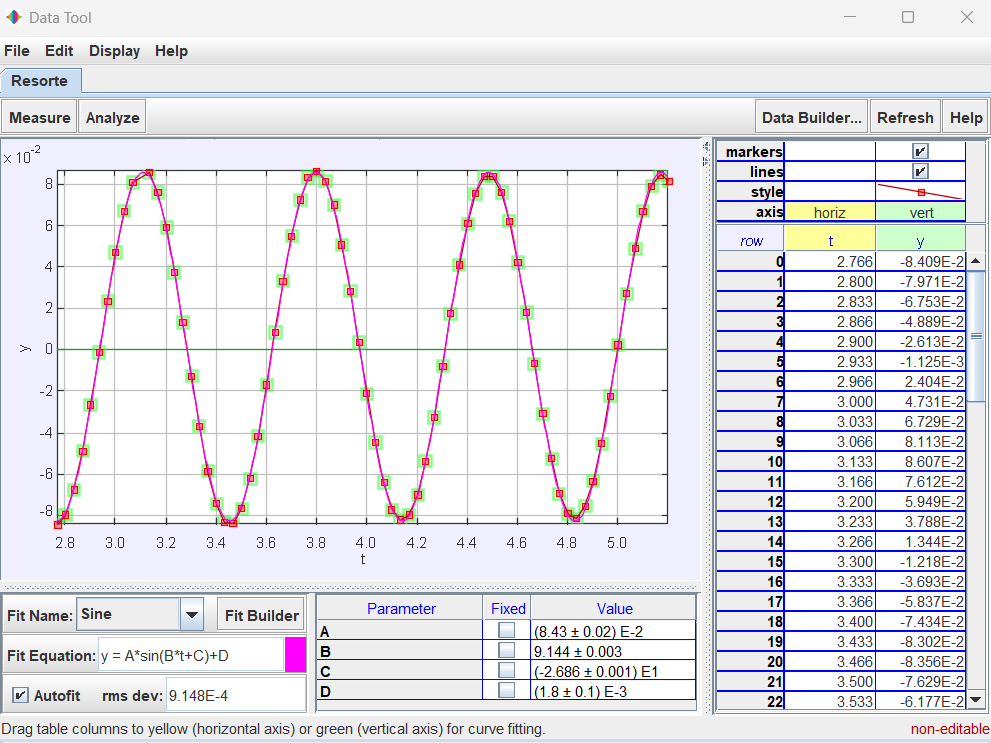 Data Tool
File Edit Display Help
Resorte
Measure Analyze Data Builder... Refresh Help
x 10^-2
8
6
4
2
0
-2
-4
-6
-8
y
2.8 3.0 3.2 3.4 3.6 3.8 4.0 4.2 4.4 4.6 4.8 5.0
t
markers
lines
style
axis horiz vert
row t y
0 2.766 -8.409E-2
1 2.800 -7.971E-2
2 2.833 -6.753E-2
3 2.866 -4.889E-2
4 2.900 -2.613E-2
5 2.933 -1.125E-3
6 2.966 2.404E-2
7 3.000 4.731E-2
8 3.033 6.729E-2
9 3.066 8.113E-2
10 3.133 8.607E-2
11 3.166 7.612E-2
12 3.200 5.949E-2
13 3.233 3.788E-2
14 3.266 1.344E-2
15 3.300 -1.218E-2
16 3.333 -3.693E-2
17 3.366 -5.837E-2
18 3.400 -7.434E-2
19 3.433 -8.302E-2
20 3.466 -8.356E-2
21 3.500 -7.629E-2
22 3.533 -6.177E-2
Fit Name: Sine Fit Builder
Fit Equation: y = A*sin(B*t+C)+D
Autofit rms dev: 9.148E-4
Parameter Fixed Value
A (8.43 ± 0.02) E-2
B 9.144 ± 0.003
C (-2.686 ± 0.001) E1
D (1.8 ± 0.1) E-3
Drag table columns to yellow (horizontal axis) or green (vertical axis) for curve fitting. non-editable